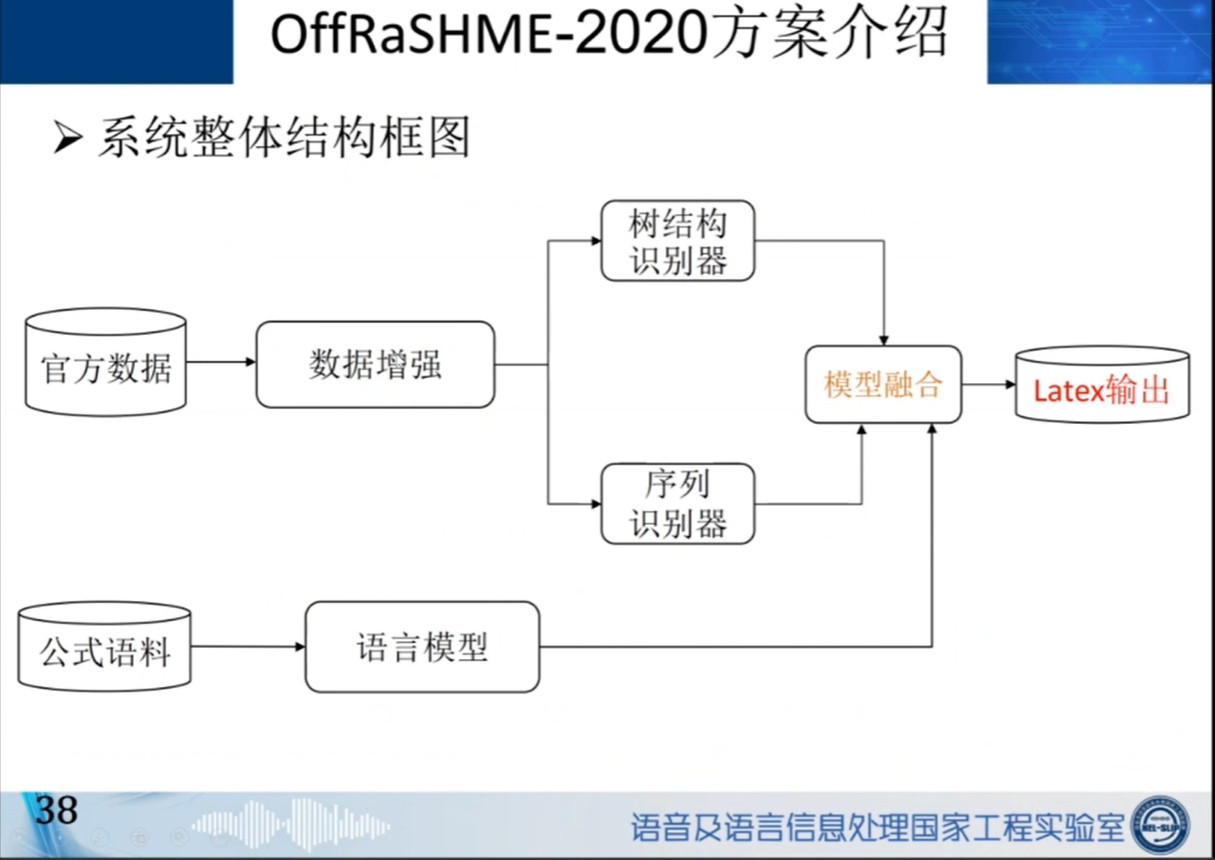 OffRaSHME-2020方案介绍
➢ 系统整体结构框图
树结构
识别器
官方数据
数据增强
模型融合
Latex输出
序列
识别器
公式语料
语言模型
38
语音及语言信息处理国家工程实验室
NEL-SLIP